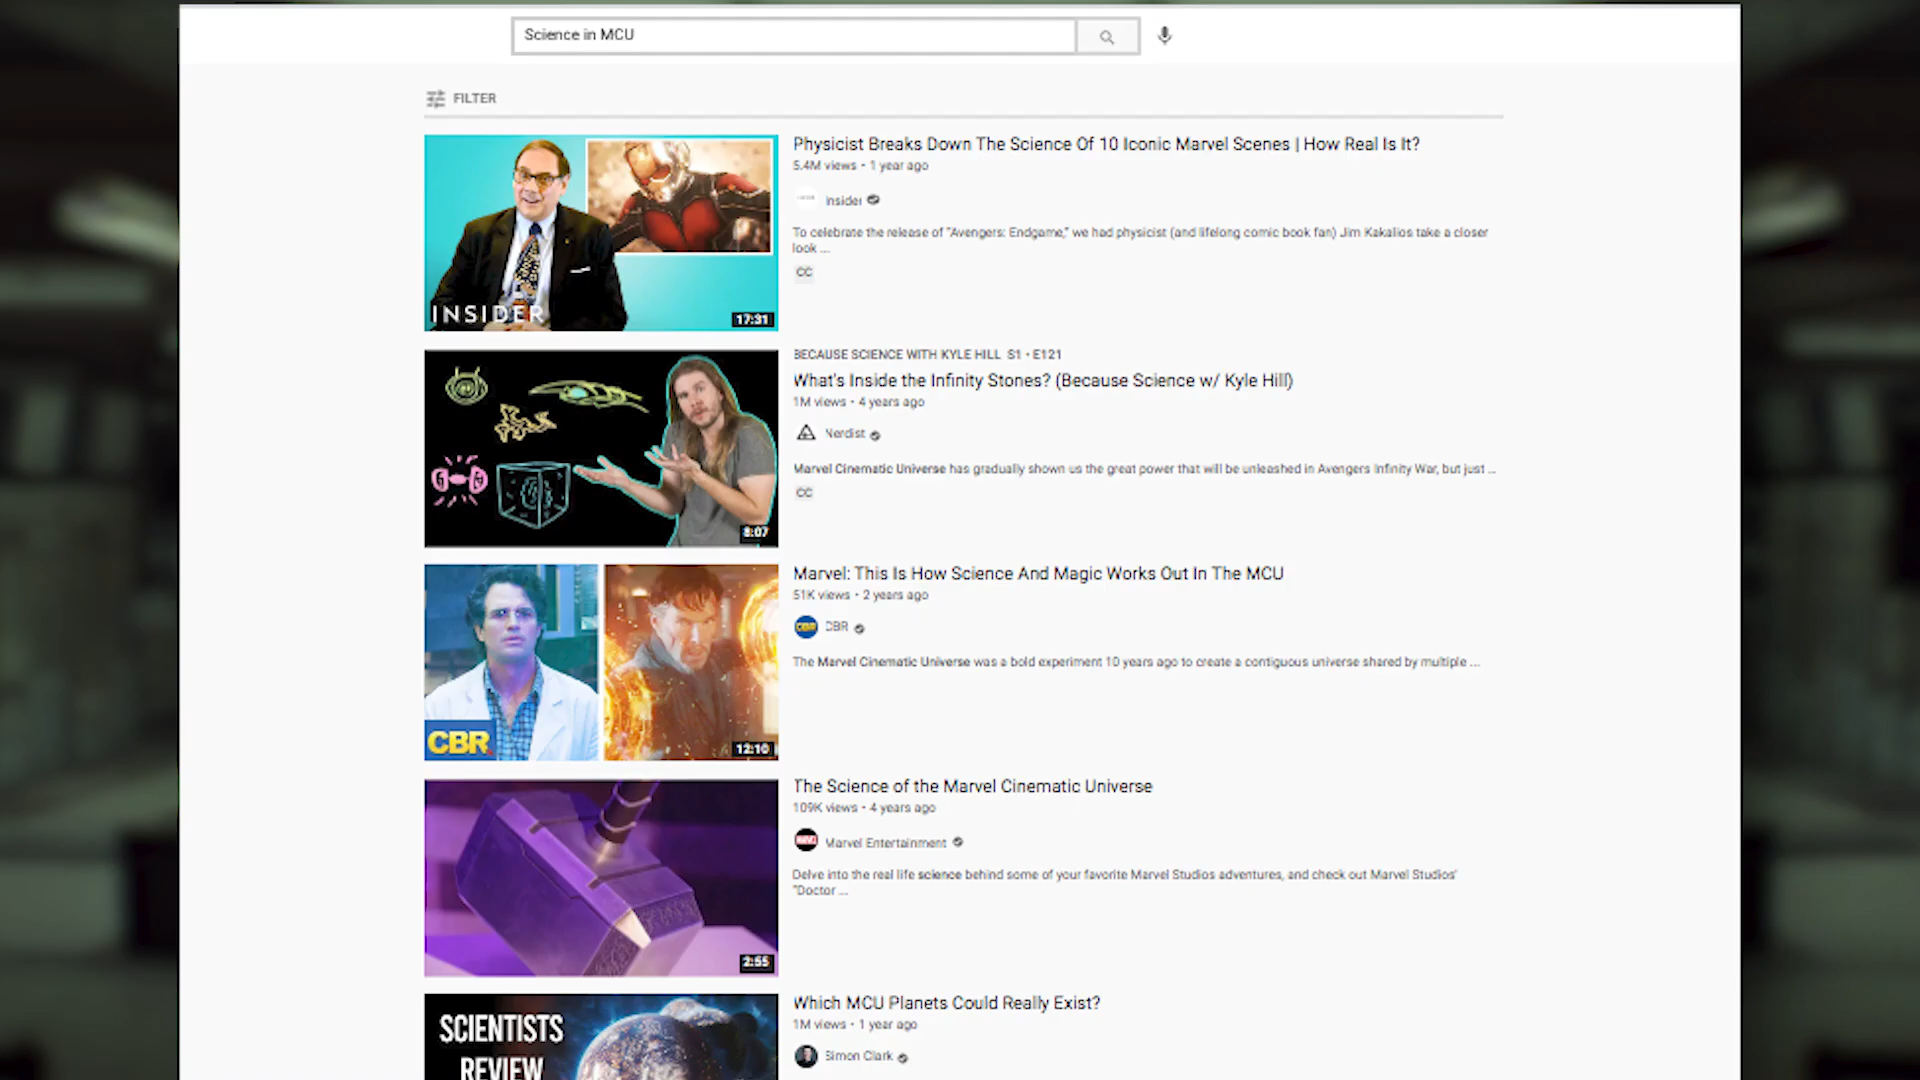 Science in MCU
FILTER
Physicist Breaks Down The Science Of 10 Iconic Marvel Scenes | How Real Is It?
5.4M views • 1 year ago
Insider
To celebrate the release of "Avengers: Endgame," we had physicist (and lifelong comic book fan) Jim Kakalios take a closer
look ...
CC
INSIDER
17:31
BECAUSE SCIENCE WITH KYLE HILL S1 • E121
What's Inside the Infinity Stones? (Because Science w/ Kyle Hill)
1M views • 4 years ago
Nerdist
Marvel Cinematic Universe has gradually shown us the great power that will be unleashed in Avengers Infinity War, but just ...
CC
8:07
Marvel: This Is How Science And Magic Works Out In The MCU
51K views • 2 years ago
CBR CBR
The Marvel Cinematic Universe was a bold experiment 10 years ago to create a contiguous universe shared by multiple ...
CBR
12:10
The Science of the Marvel Cinematic Universe
109K views • 4 years ago
MARVEL Marvel Entertainment
Delve into the real life science behind some of your favorite Marvel Studios adventures, and check out Marvel Studios'
"Doctor ...
2:55
Which MCU Planets Could Really Exist?
1M views • 1 year ago
Simon Clark
SCIENTISTS
REVIEW